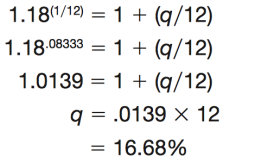 1.18^(1/12) = 1 + (q/12)
1.18^.08333 = 1 + (q/12)
1.0139 = 1 + (q/12)
q = .0139 × 12
= 16.68%